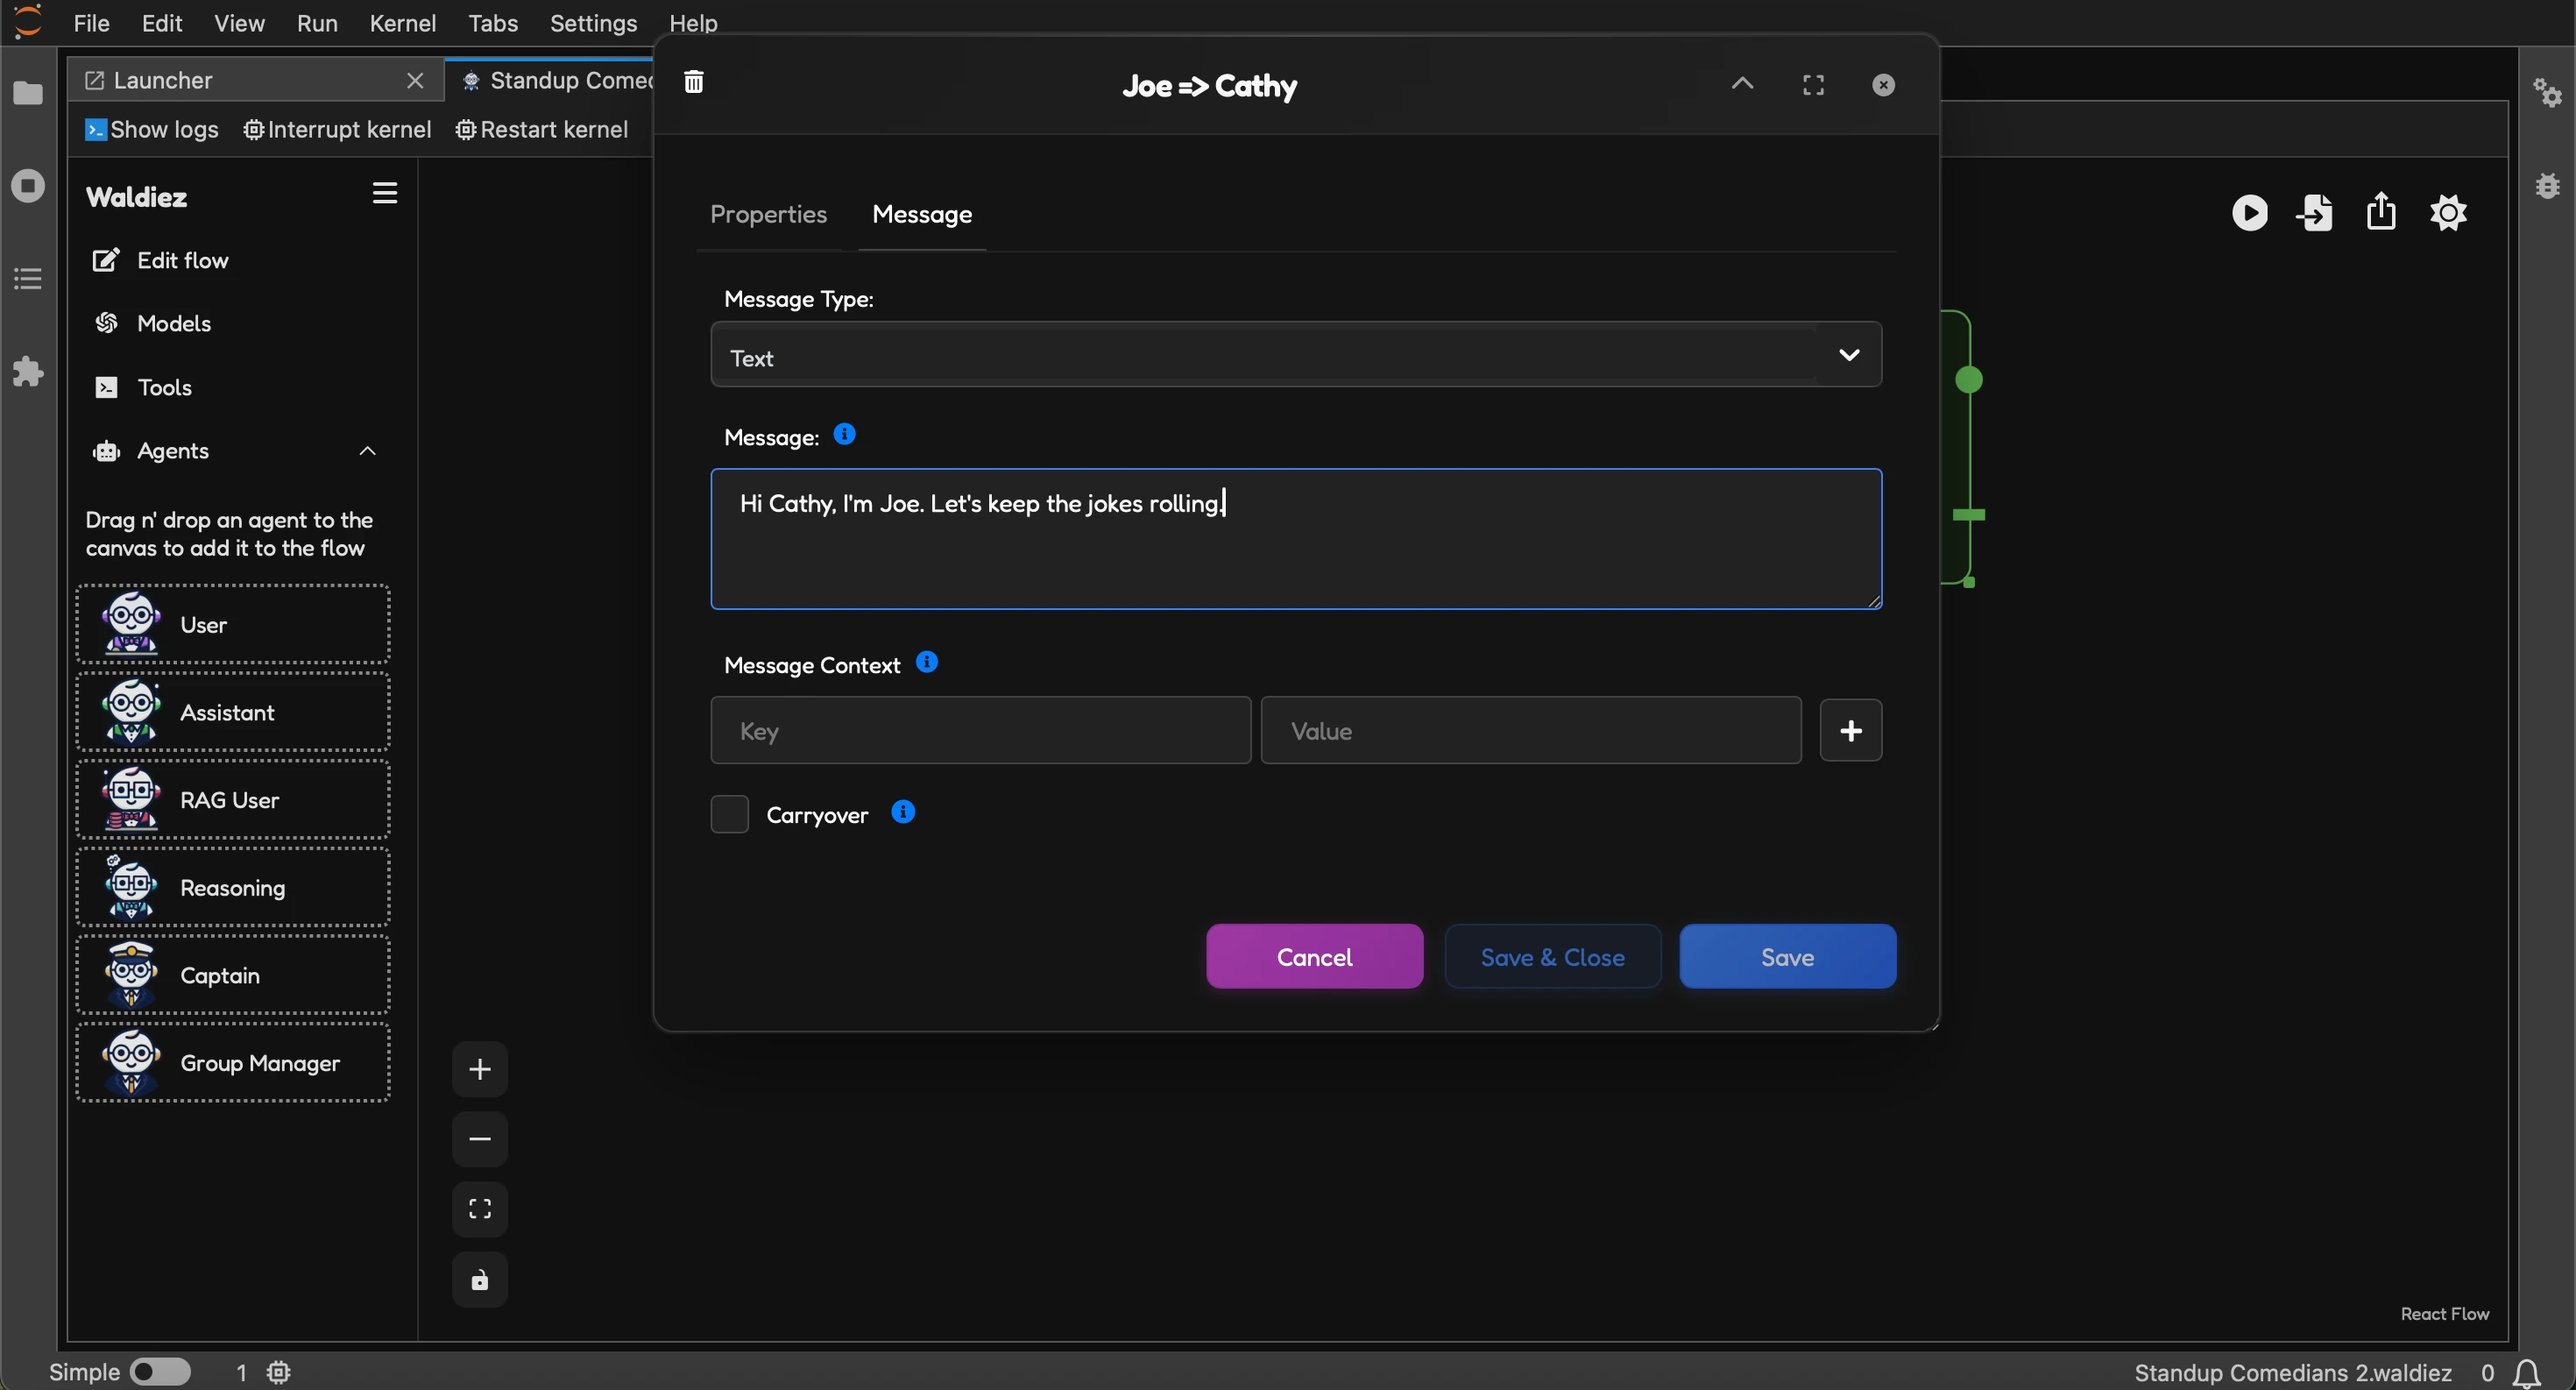 File Edit View Run Kernel Tabs Settings Help
Launcher
Standup Come
Show logs Interrupt kernel Restart kernel
Waldiez
Edit flow
Models
Tools
Agents
Drag n' drop an agent to the
canvas to add it to the flow
User
Assistant
RAG User
Reasoning
Captain
Group Manager
Joe => Cathy
Properties Message
Message Type:
Text
Message:
Hi Cathy, I'm Joe. Let's keep the jokes rolling.
Message Context
Key Value
Carryover
Cancel Save & Close Save
React Flow
Simple 1
Standup Comedians 2.waldiez 0